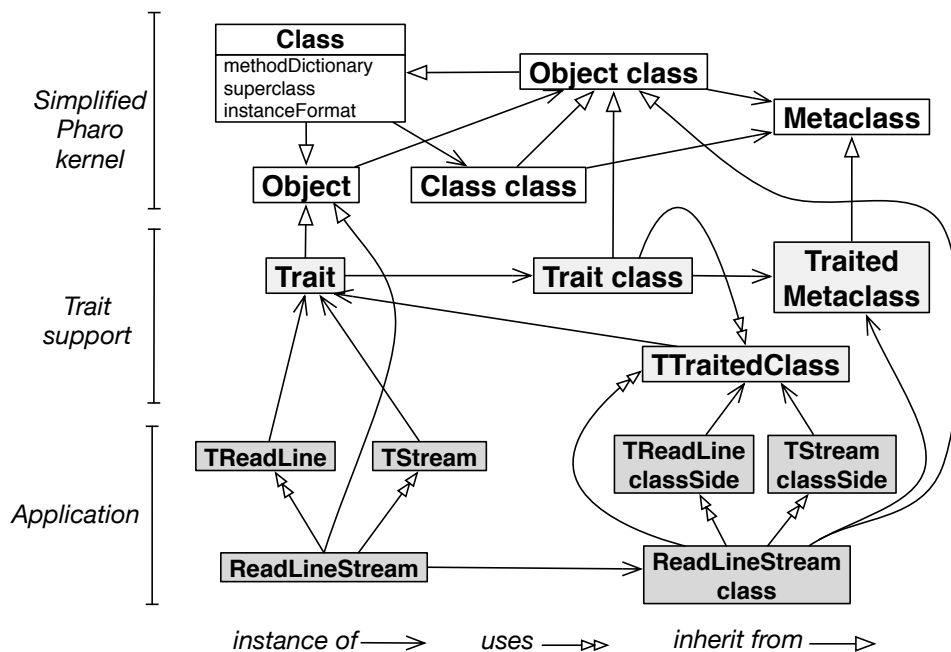 Class
methodDictionary
superclass
instanceFormat
Object class
Metaclass
Simplified
Pharo
kernel
Object
Class class
Trait
Trait class
Traited
Metaclass
Trait
support
TTraitedClass
TReadLine
TStream
TReadLine
classSide
TStream
classSide
Application
ReadLineStream
ReadLineStream
class
instance of
uses
inherit from